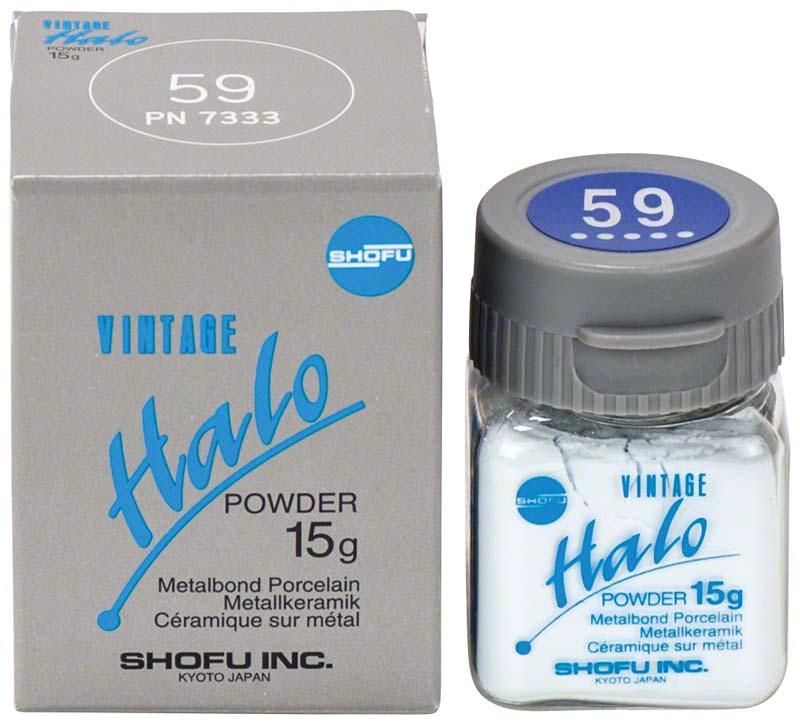 VINTAGE
Halo
POWDER
15g
59
PN 7333
SHOFU
VINTAGE
Halo
POWDER
15g
Metalbond Porcelain
Metallkeramik
Céramique sur métal
SHOFU INC.
KYOTO JAPAN
59
SHOFU
VINTAGE
Halo
POWDER 15g
Metalbond Porcelain
Metallkeramik
Céramique sur métal
SHOFU INC.
KYOTO JAPAN